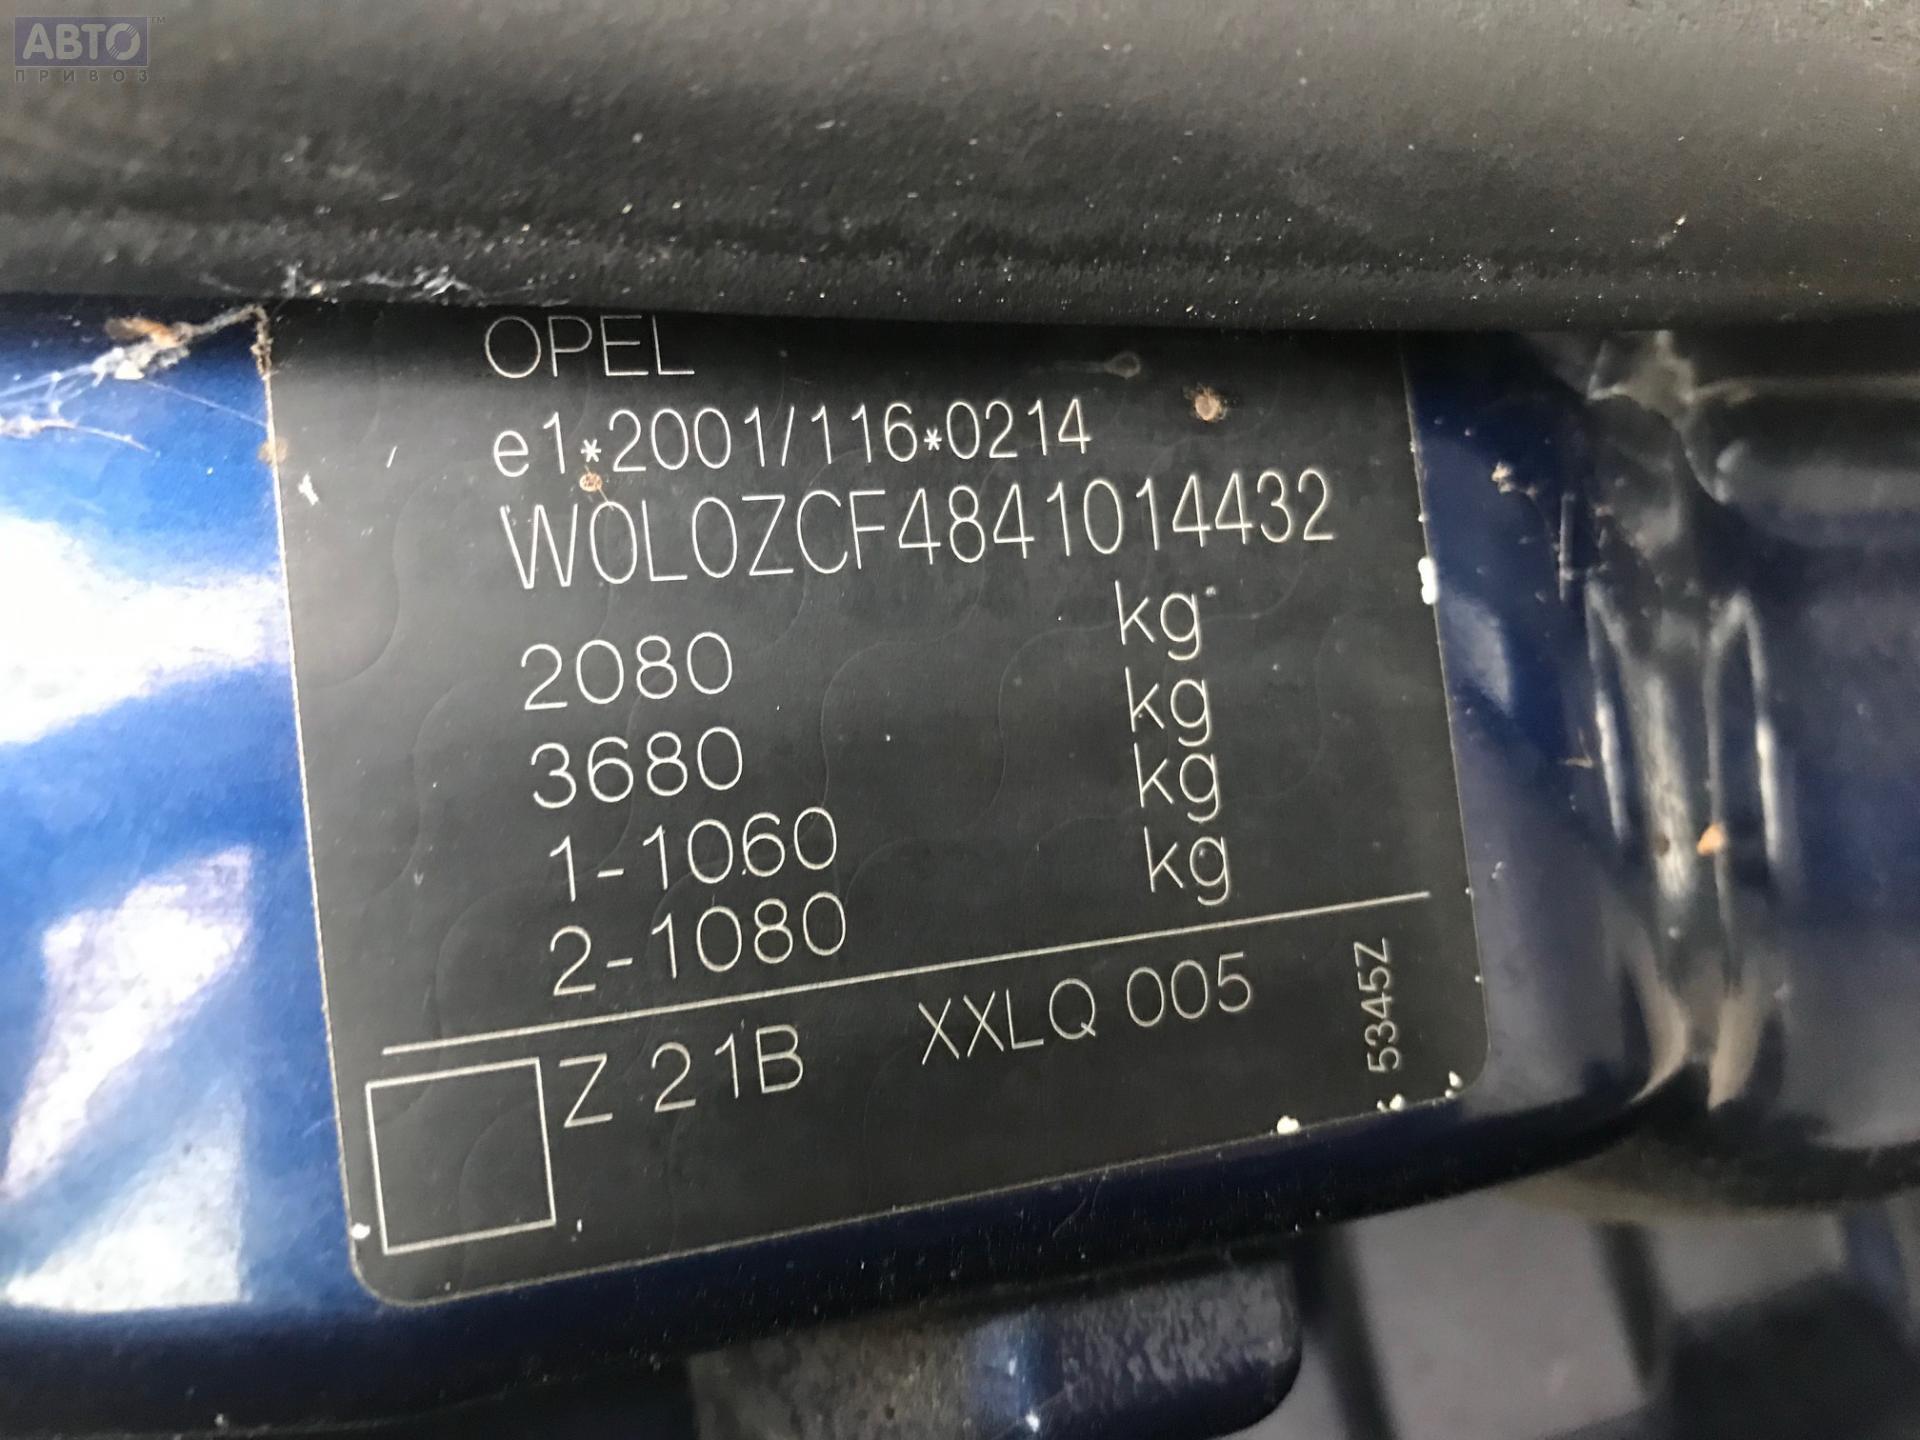 АВТО™
ПРИВОЗ
OPEL
e1*2001/116*0214
W0L0ZCF4841014432
2080 kg
3680 kg
1-1060 kg
2-1080 kg
Z 21B XXLQ 005
5345Z